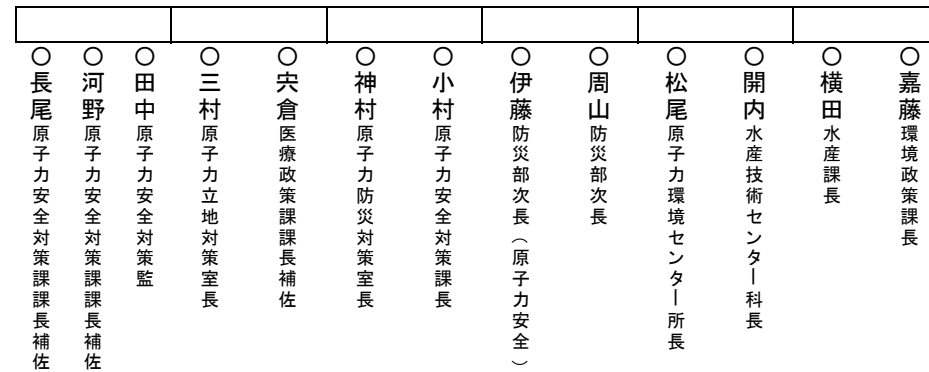 ○嘉藤環境政策課長
○横田水産課長
○開内水産技術センター科長
○松尾原子力環境センター所長
○周山防災部次長
○伊藤防災部次長（原子力安全）
○小村原子力安全対策課長
○神村原子力防災対策室長
○宍倉医療政策課課長補佐
○三村原子力立地対策室長
○田中原子力安全対策監
○河野原子力安全対策課課長補佐
○長尾原子力安全対策課課長補佐